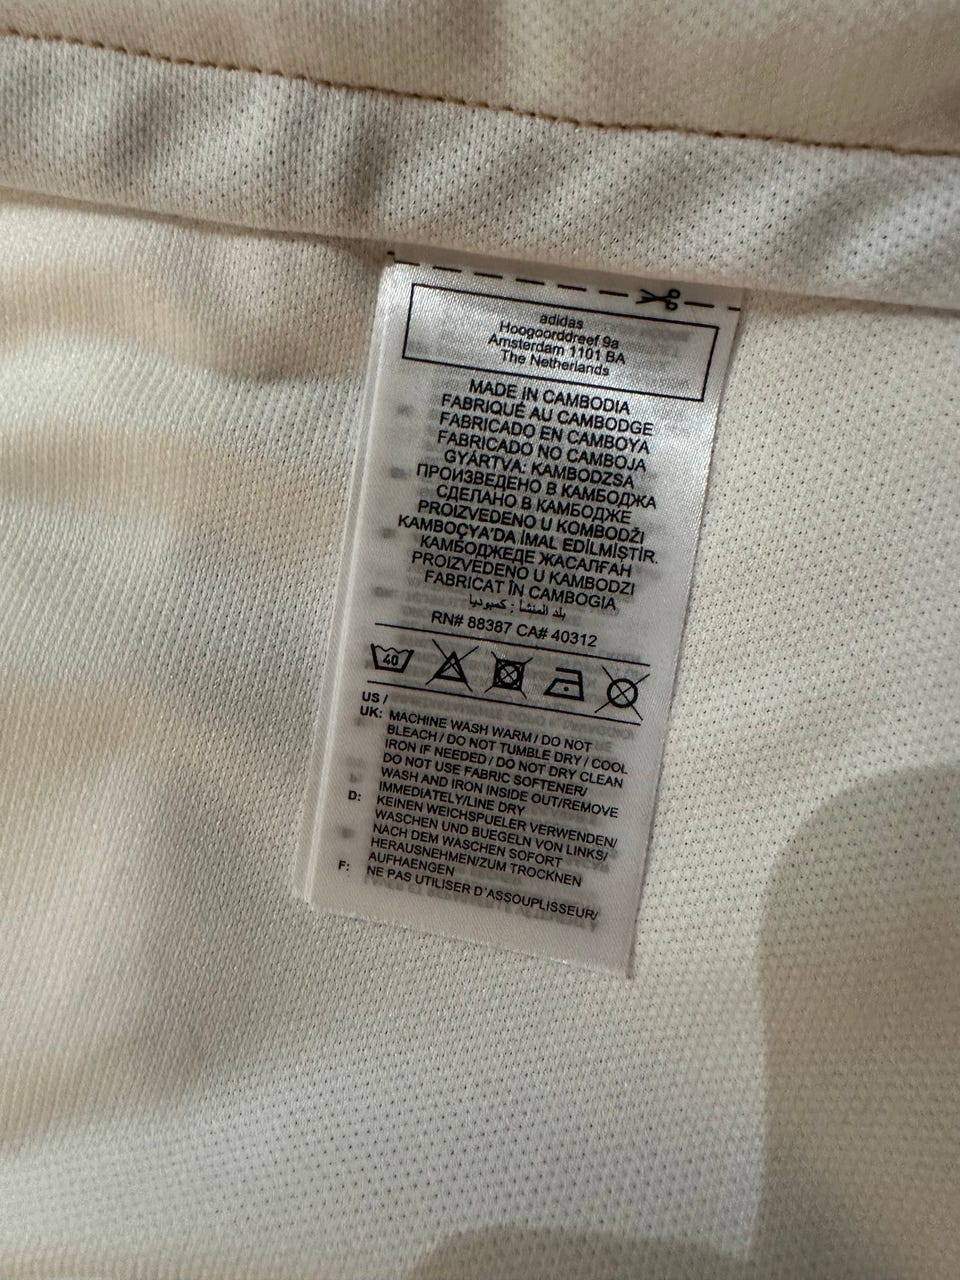 adidas
Hoogoorddreef 9a
Amsterdam 1101 BA
The Netherlands
MADE IN CAMBODIA
FABRIQUÉ AU CAMBODGE
FABRICADO EN CAMBOYA
FABRICADO NO CAMBOJA
GYÁRTVA: KAMBODZSA
ПРОИЗВЕДЕНО В КАМБОДЖА
СДЕЛАНО В КАМБОДЖЕ
PROIZVEDENO U KOMBODŽI
KAMBOÇYA'DA İMAL EDİLMİŞTİR.
КАМБОДЖЕДЕ ЖАСАЛҒАН
PROIZVEDENO U KAMBODZI
FABRICAT ÎN CAMBOGIA
بلد المنشأ : كمبوديا
RN# 88387 CA# 40312
40
US /
UK: MACHINE WASH WARM / DO NOT
BLEACH / DO NOT TUMBLE DRY / COOL
IRON IF NEEDED / DO NOT DRY CLEAN
DO NOT USE FABRIC SOFTENER/
WASH AND IRON INSIDE OUT/REMOVE
IMMEDIATELY/LINE DRY
D: KEINEN WEICHSPUELER VERWENDEN/
WASCHEN UND BUEGELN VON LINKS/
NACH DEM WASCHEN SOFORT
HERAUSNEHMEN/ZUM TROCKNEN
AUFHAENGEN
F: NE PAS UTILISER D'ASSOUPLISSEUR/